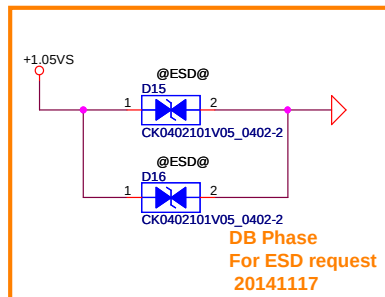 @ESD@
+1.05VS
D15
1 2
CK0402101V05_0402-2
@ESD@
D16
1 2
CK0402101V05_0402-2
DB Phase
For ESD request
20141117